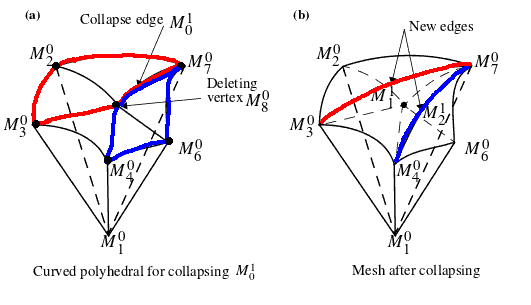 (a)
Collapse edge M_0^1
M_2^0
M_7^0
Deleting
vertex M_8^0
M_3^0
M_6^0
M_4^0
M_1^0
Curved polyhedral for collapsing M_0^1
(b)
New edges
M_2^0
M_7^0
M_1^1
M_2^1
M_3^0
M_6^0
M_4^0
M_1^0
Mesh after collapsing